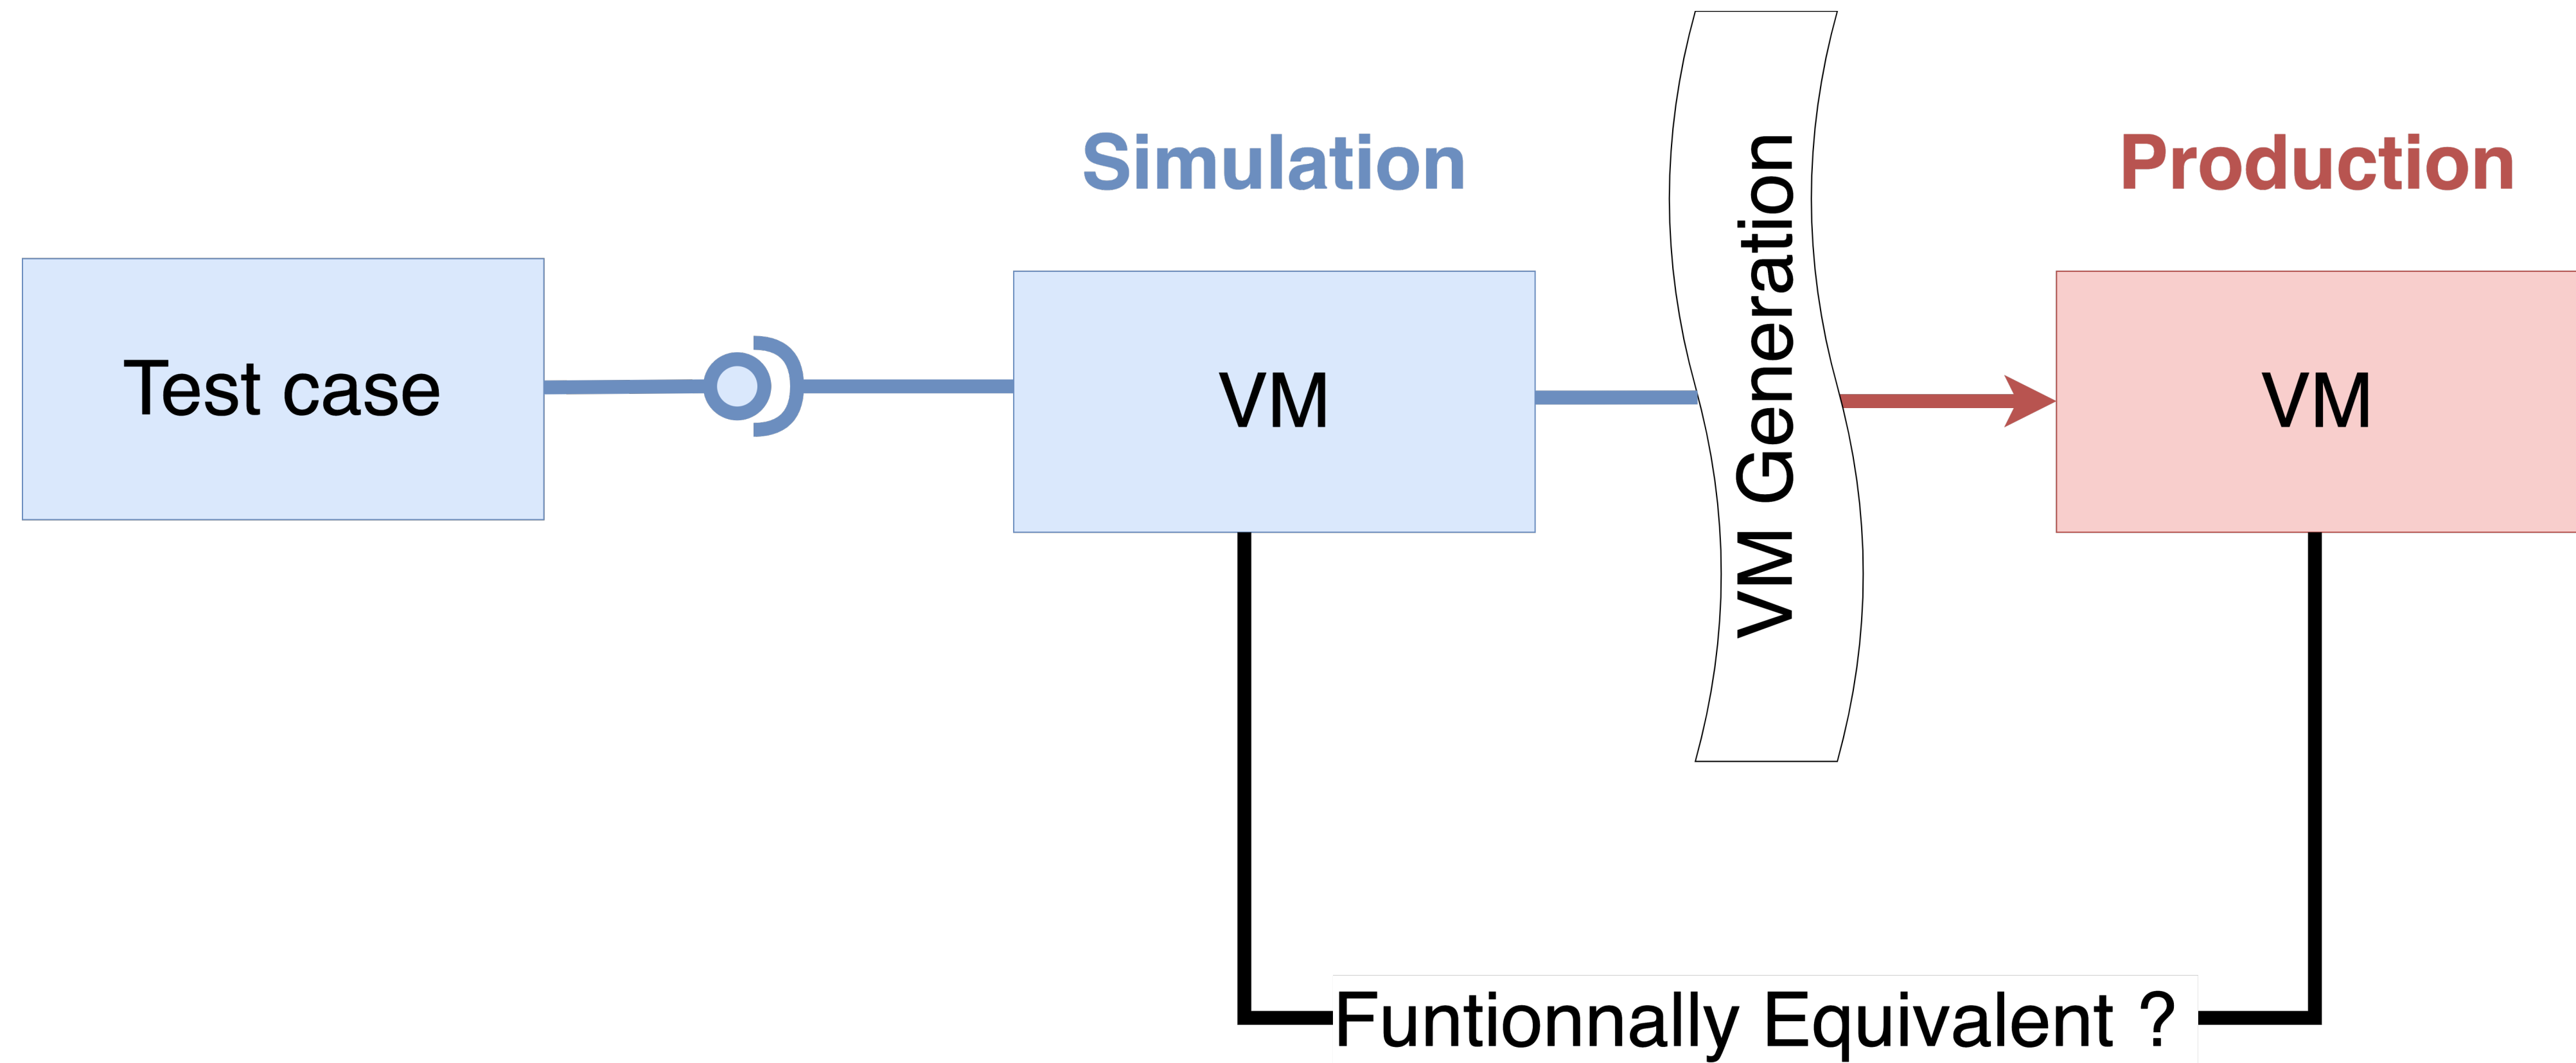 Simulation
Production
Test case
VM
VM Generation
VM
Funtionnally Equivalent ?